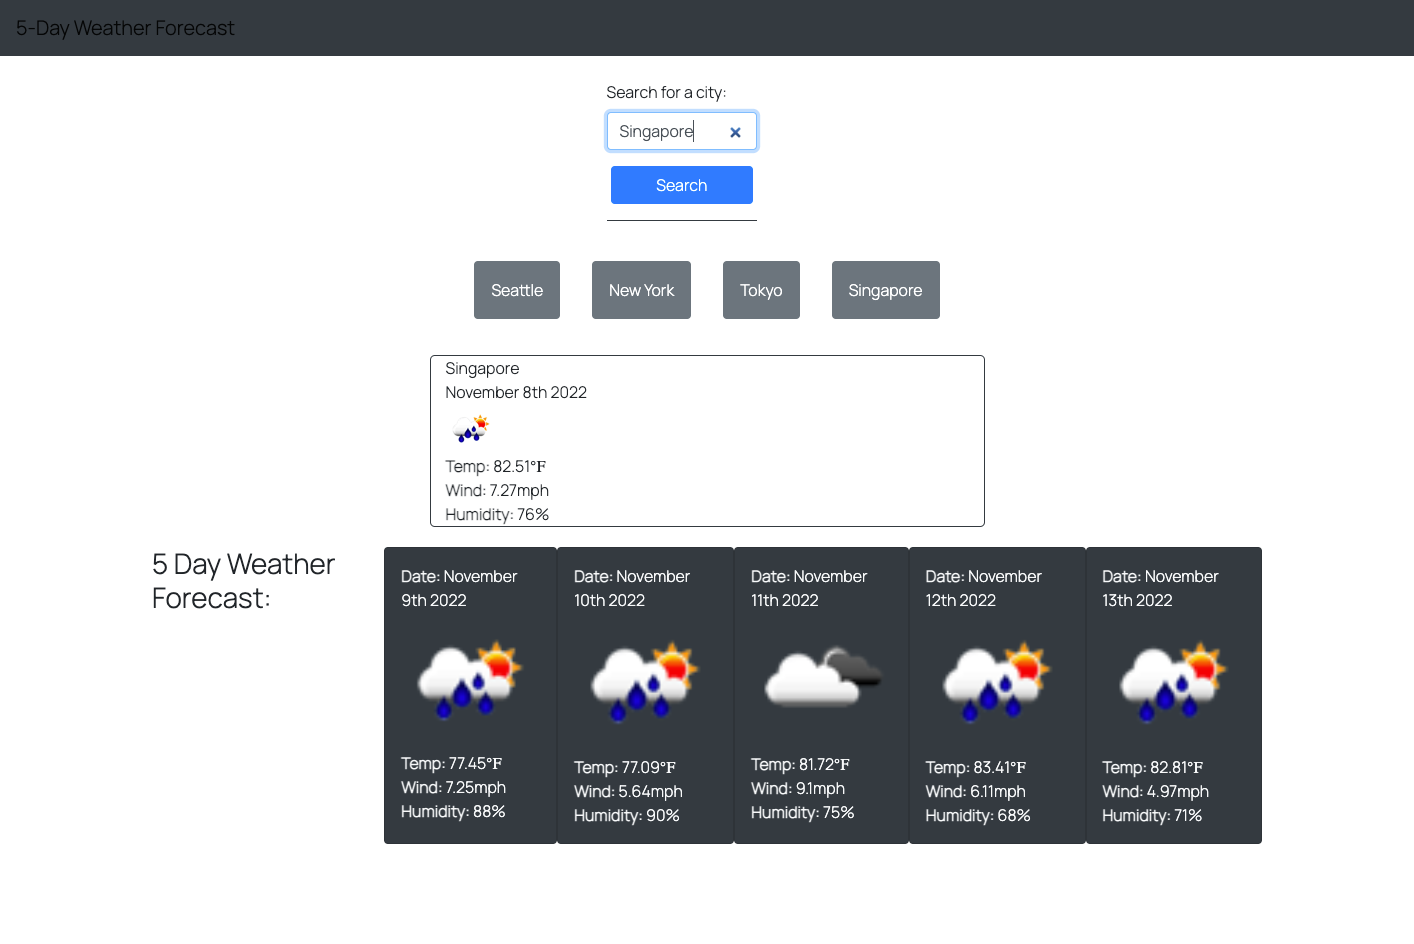 5-Day Weather Forecast
Search for a city:
Singapore
Search
Seattle
New York
Tokyo
Singapore
Singapore
November 8th 2022
Temp: 82.51°F
Wind: 7.27mph
Humidity: 76%
5 Day Weather
Forecast:
Date: November
9th 2022
Temp: 77.45°F
Wind: 7.25mph
Humidity: 88%
Date: November
10th 2022
Temp: 77.09°F
Wind: 5.64mph
Humidity: 90%
Date: November
11th 2022
Temp: 81.72°F
Wind: 9.1mph
Humidity: 75%
Date: November
12th 2022
Temp: 83.41°F
Wind: 6.11mph
Humidity: 68%
Date: November
13th 2022
Temp: 82.81°F
Wind: 4.97mph
Humidity: 71%